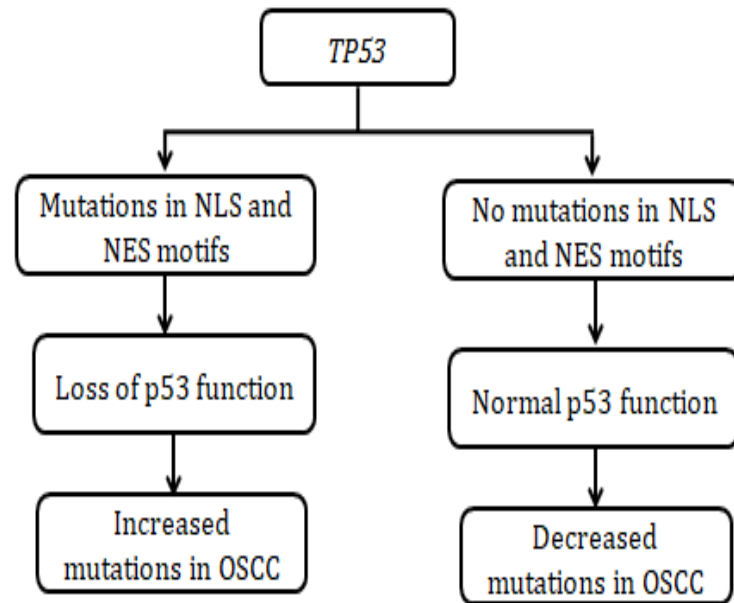 TP53
Mutations in NLS and
NES motifs
No mutations in NLS
and NES motifs
Loss of p53 function
Normal p53 function
Increased
mutations in OSCC
Decreased
mutations in OSCC